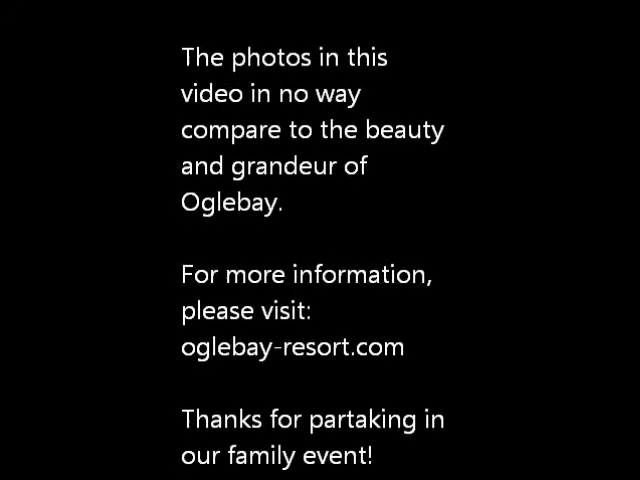 The photos in this
video in no way
compare to the beauty
and grandeur of
Oglebay.
For more information,
please visit:
oglebay-resort.com
Thanks for partaking in
our family event!